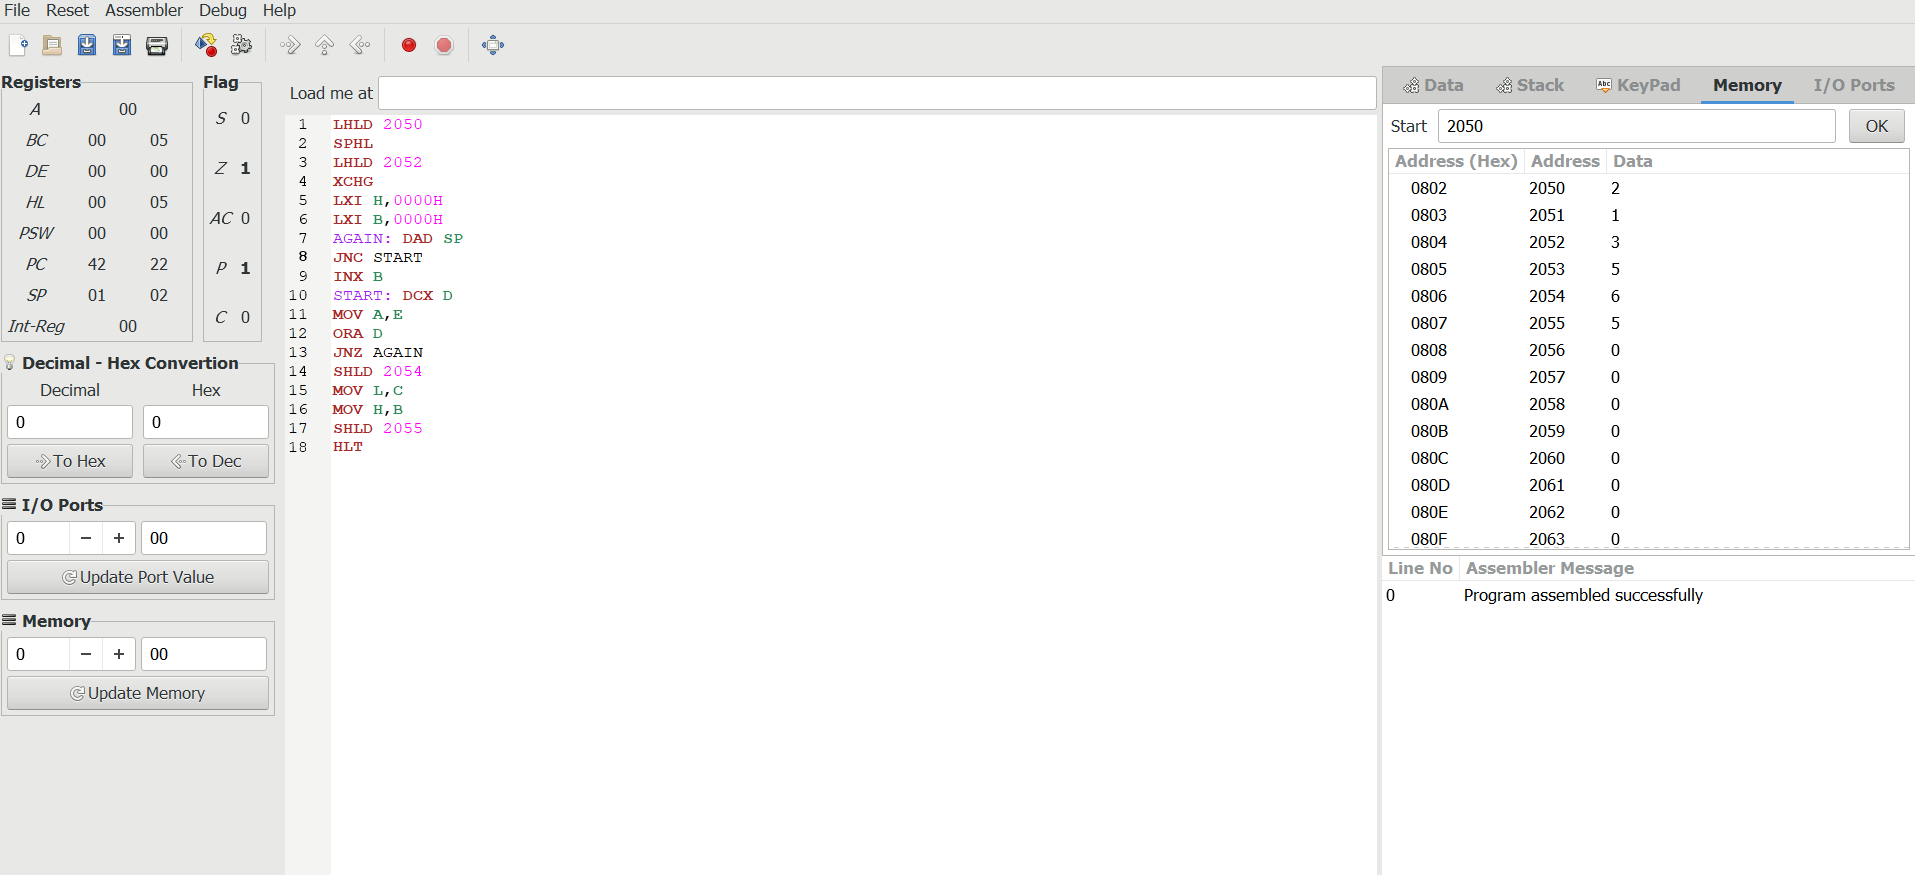 File Reset Assembler Debug Help
Registers
A 00
BC 00 05
DE 00 00
HL 00 05
PSW 00 00
PC 42 22
SP 01 02
Int-Reg 00
Flag
S 0
Z 1
AC 0
P 1
C 0
Decimal - Hex Convertion
Decimal Hex
0 0
To Hex To Dec
I/O Ports
0 − + 00
Update Port Value
Memory
0 − + 00
Update Memory
Load me at
1 LHLD 2050
2 SPHL
3 LHLD 2052
4 XCHG
5 LXI H,0000H
6 LXI B,0000H
7 AGAIN: DAD SP
8 JNC START
9 INX B
10 START: DCX D
11 MOV A,E
12 ORA D
13 JNZ AGAIN
14 SHLD 2054
15 MOV L,C
16 MOV H,B
17 SHLD 2055
18 HLT
Data Stack Abc KeyPad Memory I/O Ports
Start 2050 OK
Address (Hex) Address Data
0802 2050 2
0803 2051 1
0804 2052 3
0805 2053 5
0806 2054 6
0807 2055 5
0808 2056 0
0809 2057 0
080A 2058 0
080B 2059 0
080C 2060 0
080D 2061 0
080E 2062 0
080F 2063 0
Line No Assembler Message
0 Program assembled successfully